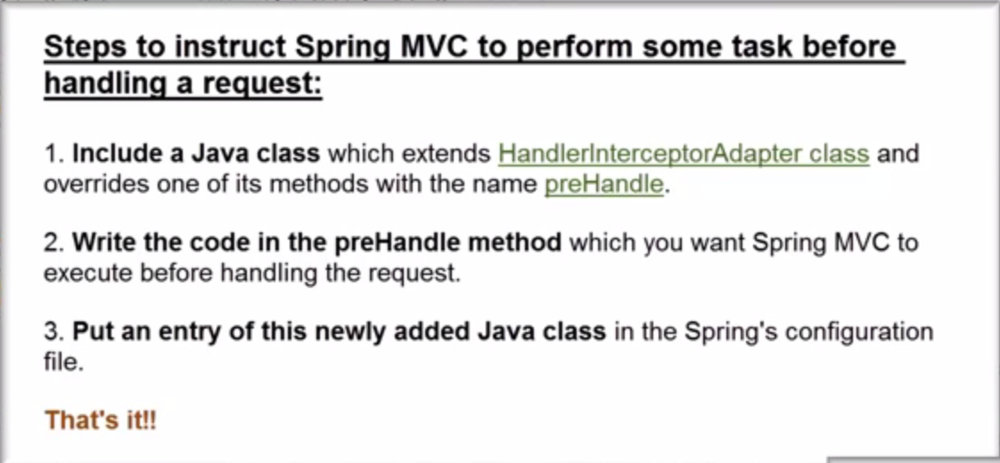 Steps to instruct Spring MVC to perform some task before
handling a request:
1. Include a Java class which extends HandlerInterceptorAdapter class and
overrides one of its methods with the name preHandle.
2. Write the code in the preHandle method which you want Spring MVC to
execute before handling the request.
3. Put an entry of this newly added Java class in the Spring's configuration
file.
That's it!!